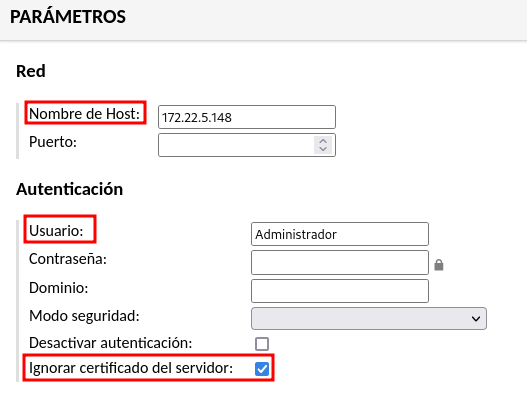 PARÁMETROS
Red
Nombre de Host: 172.22.5.148
Puerto:
Autenticación
Usuario: Administrador
Contraseña:
Dominio:
Modo seguridad:
Desactivar autenticación:
Ignorar certificado del servidor: